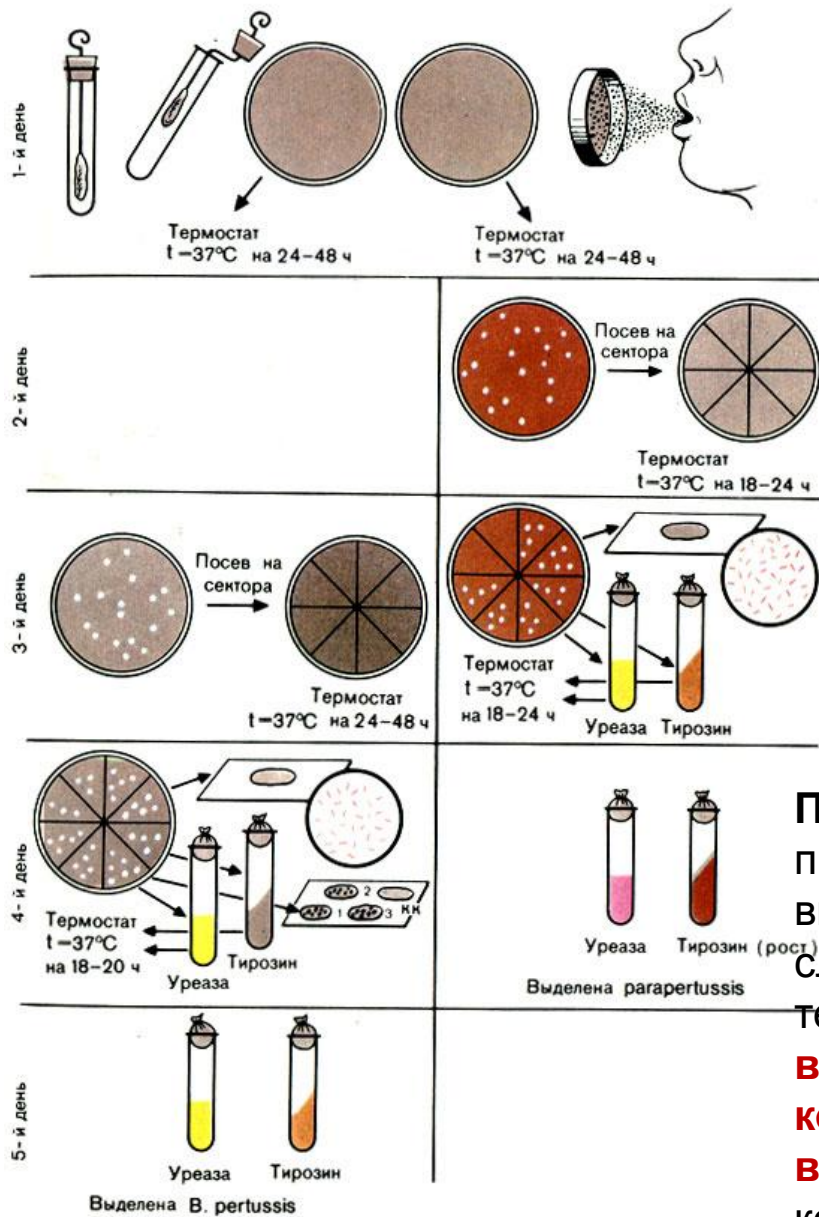 1-й день
Термостат
t=37°C на 24-48 ч
Термостат
t=37°C на 24-48 ч
2-й день
Посев на
сектора
Термостат
t=37°C на 18-24 ч
3-й день
Посев на
сектора
Термостат
t=37°C на 24-48 ч
Термостат
t=37°C
на 18-24 ч
Уреаза Тирозин
4-й день
1 2 3 КК
Термостат
t=37°C
на 18-20 ч
Уреаза
Тирозин
Уреаза Тирозин (рост)
Выделена parapertussis
5-й день
Уреаза Тирозин
Выделена B. pertussis